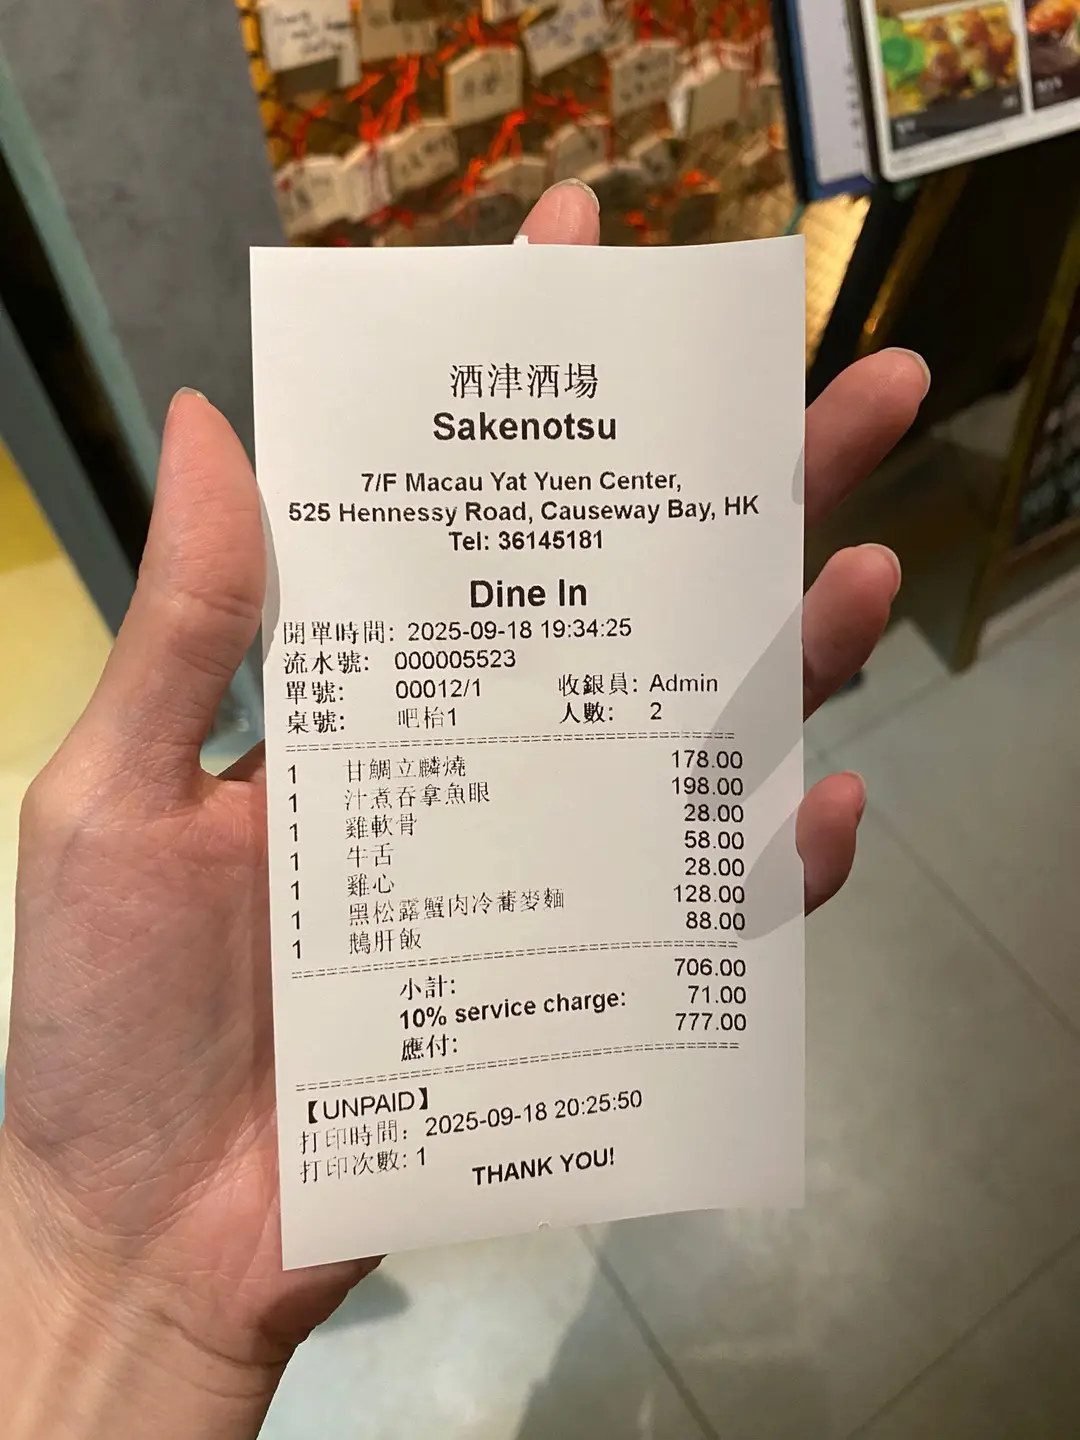 酒津酒場
Sakenotsu
7/F Macau Yat Yuen Center,
525 Hennessy Road, Causeway Bay, HK
Tel: 36145181
Dine In
開單時間: 2025-09-18 19:34:25
流水號: 000005523
單號: 00012/1 收銀員: Admin
桌號: 吧枱1 人數: 2
1 甘鯛立鱗燒 178.00
1 汁煮吞拿魚眼 198.00
1 雞軟骨 28.00
1 牛舌 58.00
1 雞心 28.00
1 黑松露蟹肉冷蕎麥麵 128.00
1 鵝肝飯 88.00
小計: 706.00
10% service charge: 71.00
應付: 777.00
【UNPAID】
打印時間: 2025-09-18 20:25:50
打印次數: 1
THANK YOU!